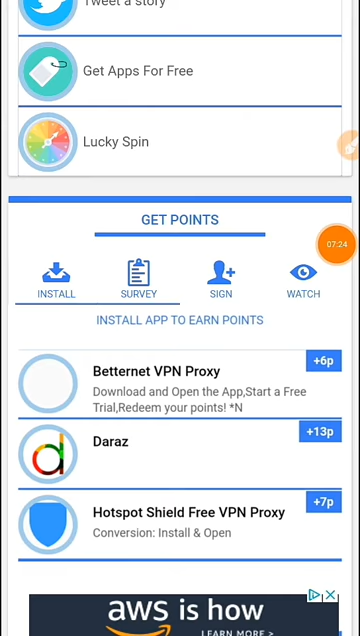 Tweet a story
Get Apps For Free
Lucky Spin
GET POINTS
07:24
INSTALL
SURVEY
SIGN
WATCH
INSTALL APP TO EARN POINTS
+6p
Betternet VPN Proxy
Download and Open the App,Start a Free
Trial,Redeem your points! *N
+13p
Daraz
+7p
Hotspot Shield Free VPN Proxy
Conversion: Install & Open
aws is how
LEARN MORE >